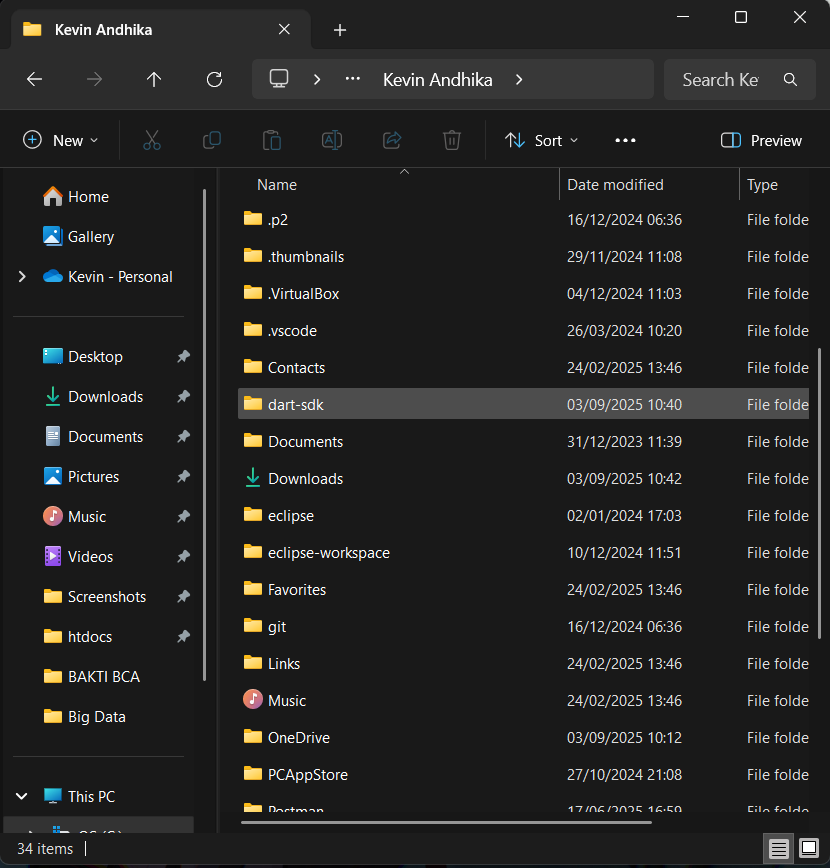 Kevin Andhika
Kevin Andhika
Search Ke
New
Sort
Preview
Home
Gallery
Kevin - Personal
Desktop
Downloads
Documents
Pictures
Music
Videos
Screenshots
htdocs
BAKTI BCA
Big Data
This PC
Name Date modified Type
.p2 16/12/2024 06:36 File folde
.thumbnails 29/11/2024 11:08 File folde
.VirtualBox 04/12/2024 11:03 File folde
.vscode 26/03/2024 10:20 File folde
Contacts 24/02/2025 13:46 File folde
dart-sdk 03/09/2025 10:40 File folde
Documents 31/12/2023 11:39 File folde
Downloads 03/09/2025 10:42 File folde
eclipse 02/01/2024 17:03 File folde
eclipse-workspace 10/12/2024 11:51 File folde
Favorites 24/02/2025 13:46 File folde
git 16/12/2024 06:36 File folde
Links 24/02/2025 13:46 File folde
Music 24/02/2025 13:46 File folde
OneDrive 03/09/2025 10:12 File folde
PCAppStore 27/10/2024 21:08 File folde
Postman 17/06/2025 16:59 File folde
34 items